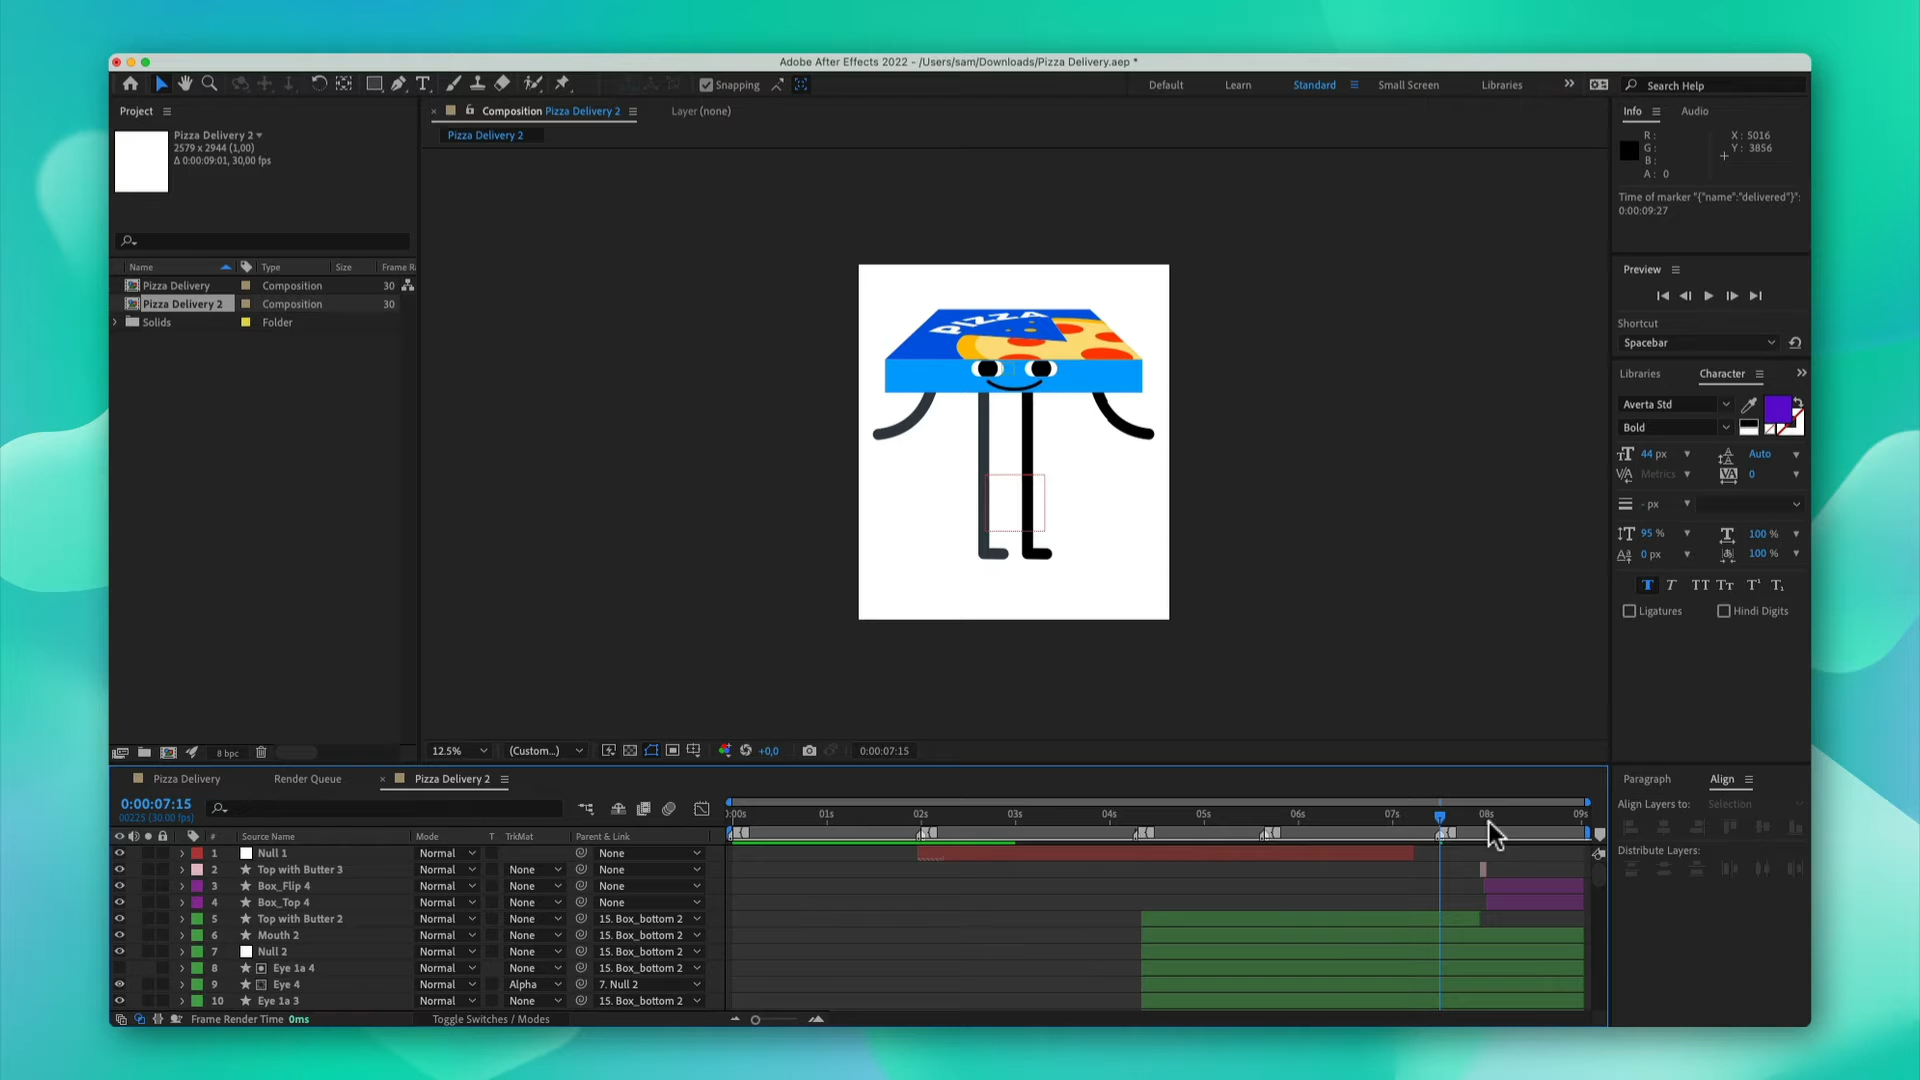 Adobe After Effects 2022 - /Users/sam/Downloads/Pizza Delivery.aep *
Snapping
Default
Learn
Standard
Small Screen
Libraries
Search Help
Project
Composition Pizza Delivery 2
Layer (none)
Info
Audio
Pizza Delivery 2
2579 x 2944 (1,00)
Δ 0:00:09:01, 30,00 fps
Pizza Delivery 2
R :
G :
B :
A : 0
X : 5016
Y : 3856
Time of marker "{"name":"delivered"}":
0:00:09:27
Name
Type
Size
Frame Ra
Pizza Delivery
Composition
30
Pizza Delivery 2
Composition
30
Solids
Folder
PIZZA
Preview
Shortcut
Spacebar
Libraries
Character
Averta Std
Bold
44 px
Auto
Metrics
0
- px
95 %
100 %
0 px
100 %
T T TT Tt T¹ T₁
Ligatures
Hindi Digits
8 bpc
12.5%
(Custom...)
+0,0
0:00:07:15
Pizza Delivery
Render Queue
Pizza Delivery 2
0:00:07:15
00225 (30.00 fps)
:00s 01s 02s 03s 04s 05s 06s 07s 08s 09s
# Source Name Mode T TrkMat Parent & Link
1 Null 1 Normal None
2 Top with Butter 3 Normal None None
3 Box_Flip 4 Normal None None
4 Box_Top 4 Normal None None
5 Top with Butter 2 Normal None 15. Box_bottom 2
6 Mouth 2 Normal None 15. Box_bottom 2
7 Null 2 Normal None 15. Box_bottom 2
8 Eye 1a 4 Normal None 15. Box_bottom 2
9 Eye 4 Normal Alpha 7. Null 2
10 Eye 1a 3 Normal None 15. Box_bottom 2
Frame Render Time 0ms
Toggle Switches / Modes
Paragraph
Align
Align Layers to:
Selection
Distribute Layers: